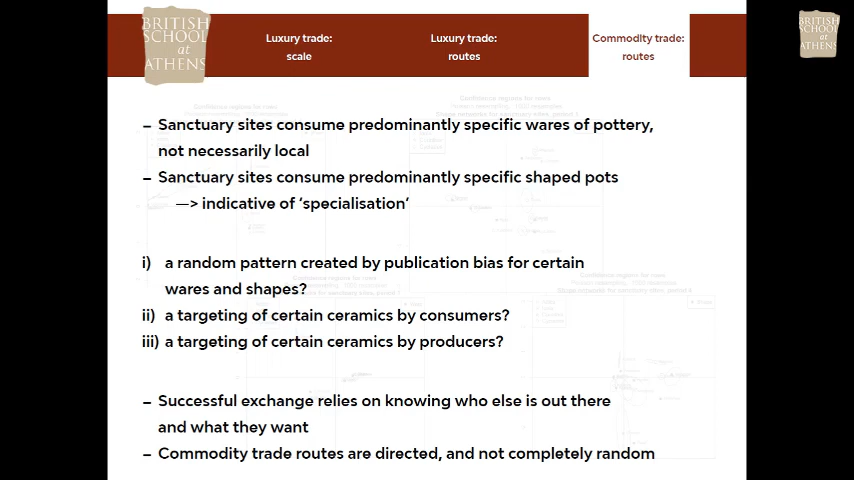 BRITISH
SCHOOL
at
ATHENS
Luxury trade:
scale
Luxury trade:
routes
Commodity trade:
routes
BRITISH
SCHOOL
at
ATHENS
– Sanctuary sites consume predominantly specific wares of pottery,
not necessarily local
– Sanctuary sites consume predominantly specific shaped pots
—> indicative of ‘specialisation’
i) a random pattern created by publication bias for certain
wares and shapes?
ii) a targeting of certain ceramics by consumers?
iii) a targeting of certain ceramics by producers?
– Successful exchange relies on knowing who else is out there
and what they want
– Commodity trade routes are directed, and not completely random